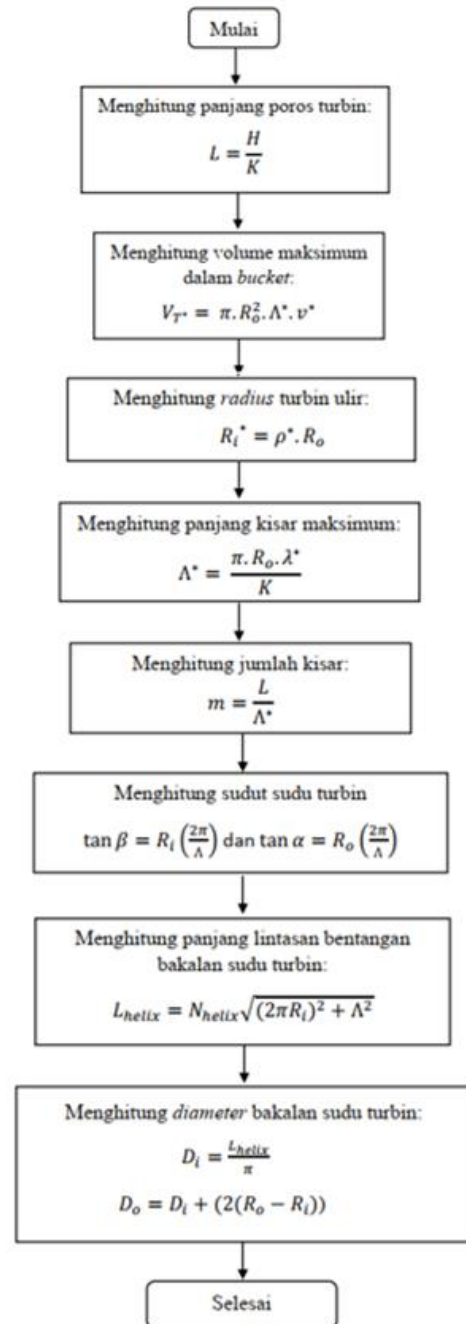 Mulai
Menghitung panjang poros turbin:
L = H/K
Menghitung volume maksimum
dalam bucket:
V_T* = π.R_o^2.Λ*.v*
Menghitung radius turbin ulir:
R_i* = ρ*.R_o
Menghitung panjang kisar maksimum:
Λ* = π.R_o.λ*/K
Menghitung jumlah kisar:
m = L/Λ*
Menghitung sudut sudu turbin
tan β = R_i (2π/Λ) dan tan α = R_o (2π/Λ)
Menghitung panjang lintasan bentangan
bakalan sudu turbin:
L_helix = N_helix√((2πR_i)^2 + Λ^2)
Menghitung diameter bakalan sudu turbin:
D_i = L_helix/π
D_o = D_i + (2(R_o − R_i))
Selesai